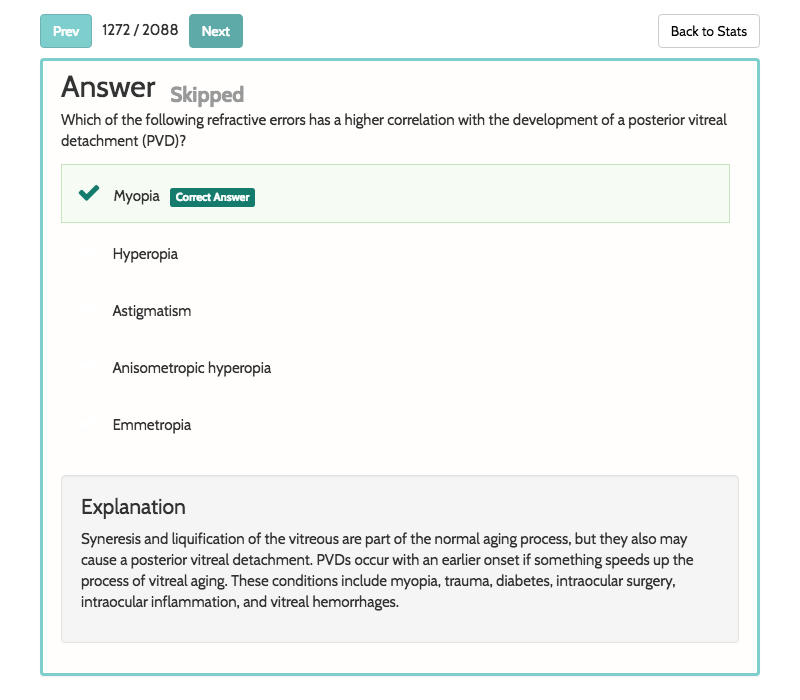 Prev 1272 / 2088 Next Back to Stats
Answer Skipped
Which of the following refractive errors has a higher correlation with the development of a posterior vitreal
detachment (PVD)?
Myopia Correct Answer
Hyperopia
Astigmatism
Anisometropic hyperopia
Emmetropia
Explanation
Syneresis and liquification of the vitreous are part of the normal aging process, but they also may
cause a posterior vitreal detachment. PVDs occur with an earlier onset if something speeds up the
process of vitreal aging. These conditions include myopia, trauma, diabetes, intraocular surgery,
intraocular inflammation, and vitreal hemorrhages.